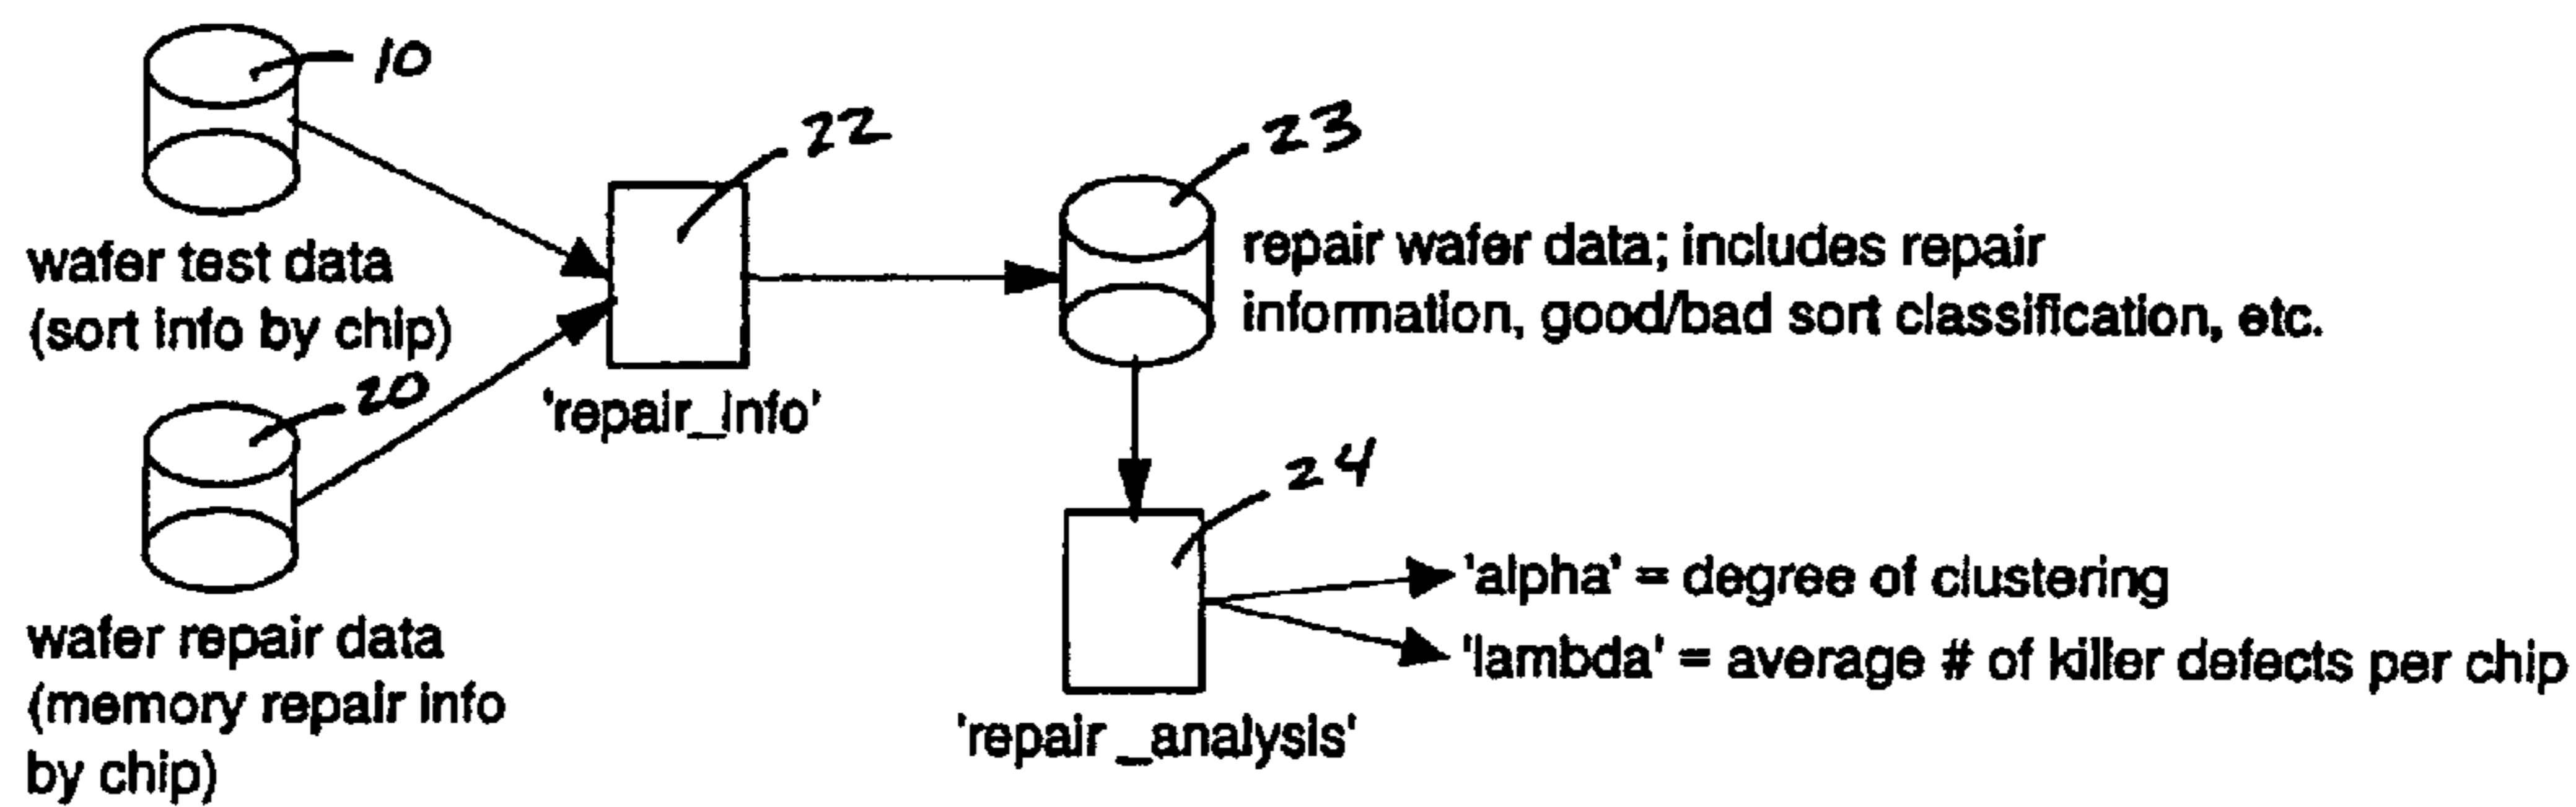 10
wafer test data
(sort info by chip)
22
'repair_info'
23
repair wafer data; includes repair
information, good/bad sort classification, etc.
20
wafer repair data
(memory repair info
by chip)
24
'repair _analysis'
'alpha' = degree of clustering
'lambda' = average # of killer defects per chip